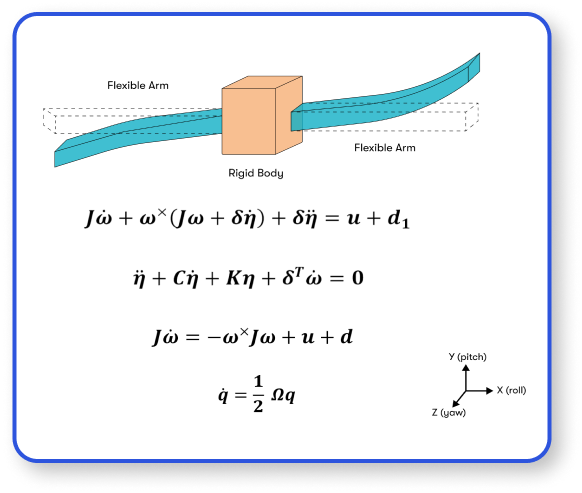 Flexible Arm
Flexible Arm
Rigid Body
Jω̇ + ω×(Jω + δη̇) + δη̈ = u + d₁
η̈ + Cη̇ + Kη + δᵀω̇ = 0
Jω̇ = −ω×Jω + u + d
q̇ = 1/2 Ωq
Y (pitch)
X (roll)
Z (yaw)